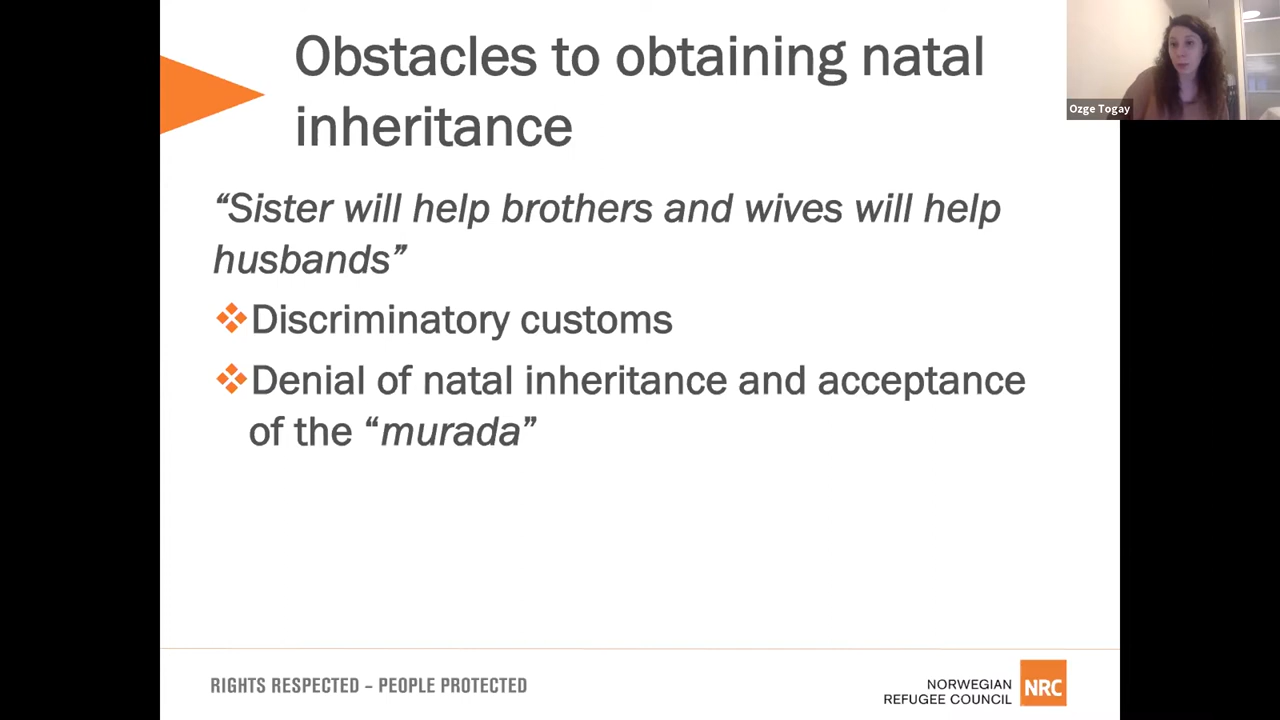 Obstacles to obtaining natal
inheritance
Ozge Togay
“Sister will help brothers and wives will help
husbands”
Discriminatory customs
Denial of natal inheritance and acceptance
of the “murada”
RIGHTS RESPECTED – PEOPLE PROTECTED
NORWEGIAN
REFUGEE COUNCIL
NRC